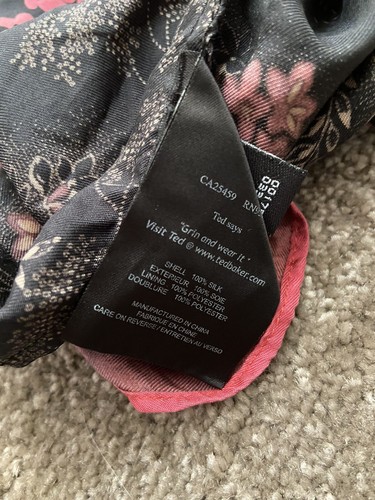 CA25459 RN
Ted says
"Grin and wear it"
Visit Ted @ www.tedbaker.com
SHELL 100% SILK
EXTERIEUR 100% SOIE
LINING 100% POLYESTER
DOUBLURE 100% POLYESTER
MANUFACTURED IN CHINA
FABRIQUE EN CHINE
CARE ON REVERSE / ENTRETIEN AU VERSO